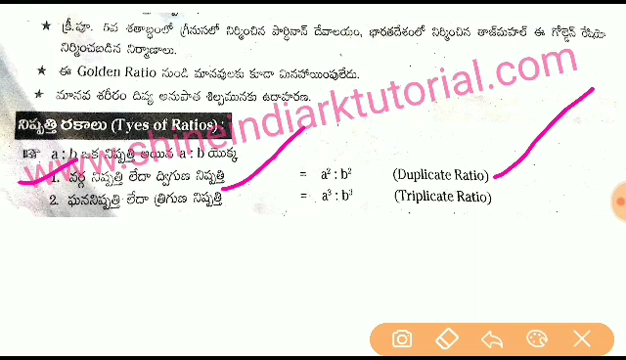 ★ క్రీ.పూ. 5వ శతాబ్దంలో గ్రీసులో నిర్మించిన పార్థినాన్ దేవాలయం, భారతదేశంలో నిర్మించిన తాజ్‌మహల్ ఈ గోల్డెన్ రేషియో
నిర్మించబడిన నిర్మాణాలు.
★ ఈ Golden Ratio నుండి మానవులకు కూడా మినహాయింపులేదు.
★ మానవ శరీరం దివ్య అనుపాత శిల్పమునకు ఉదాహరణ.
నిష్పత్తి రకాలు (Tyes of Ratios) :
☞ a : b ఒక నిష్పత్తి అయిన a : b యొక్క
1. వర్గ నిష్పత్తి లేదా ద్విగుణ నిష్పత్తి = a² : b² (Duplicate Ratio)
2. ఘననిష్పత్తి లేదా త్రిగుణ నిష్పత్తి = a³ : b³ (Triplicate Ratio)
www.shineindiarktutorial.com